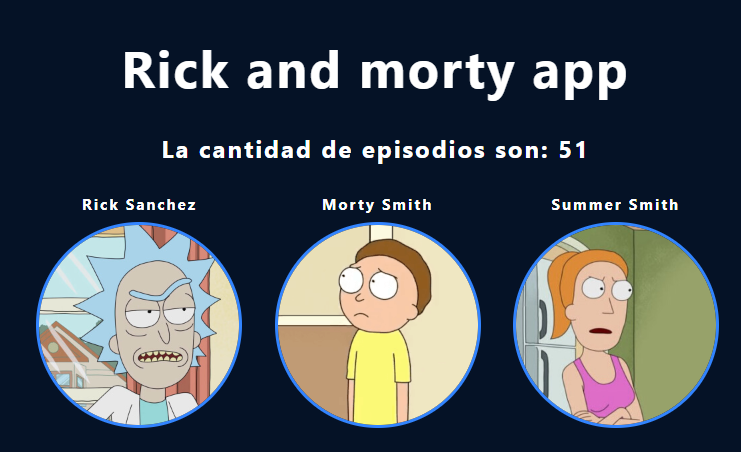 Rick and morty app
La cantidad de episodios son: 51
Rick Sanchez
Morty Smith
Summer Smith